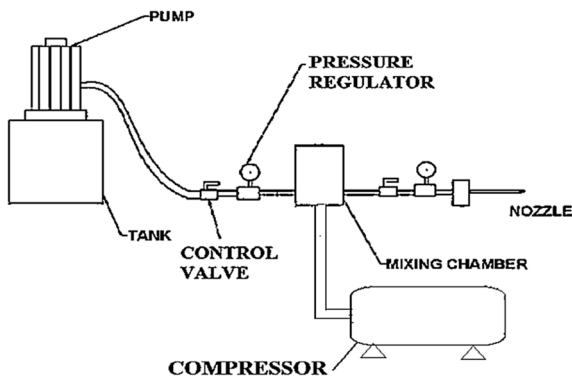 PUMP
PRESSURE
REGULATOR
TANK
CONTROL
VALVE
NOZZLE
MIXING CHAMBER
COMPRESSOR